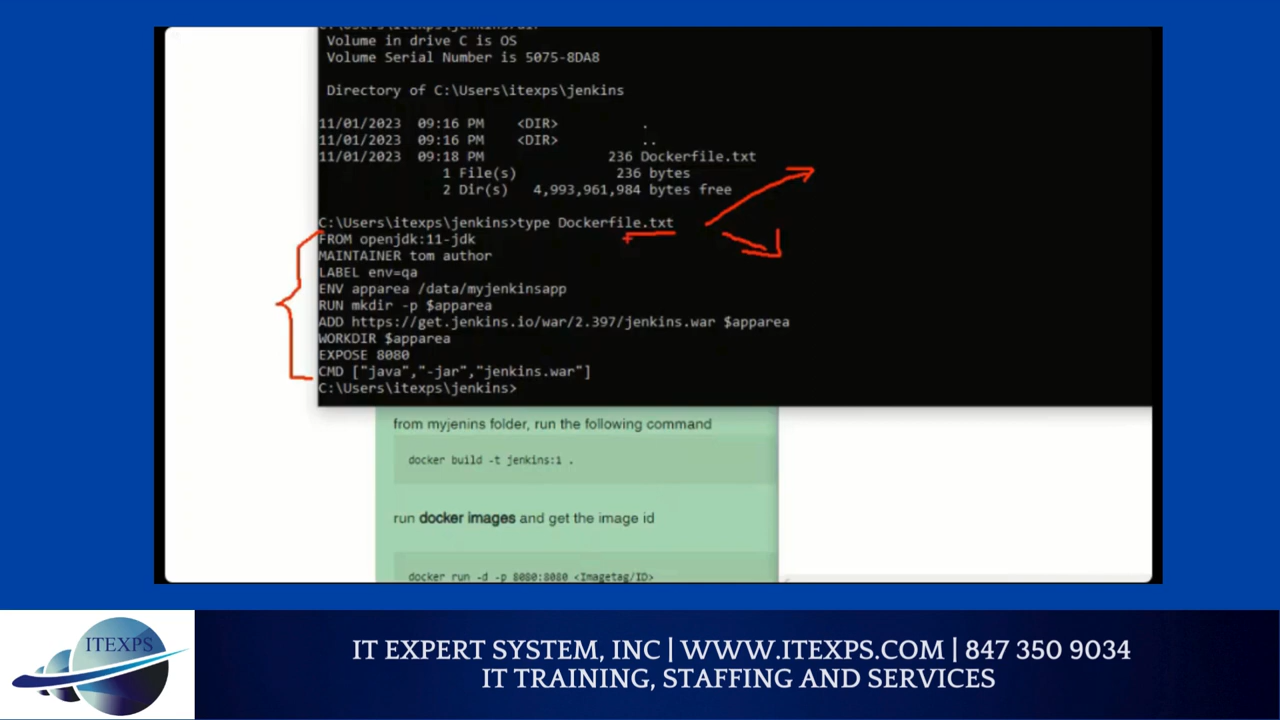 Volume in drive C is OS
Volume Serial Number is 5075-8DA8
Directory of C:\Users\itexps\jenkins
11/01/2023 09:16 PM <DIR> .
11/01/2023 09:16 PM <DIR> ..
11/01/2023 09:18 PM 236 Dockerfile.txt
1 File(s) 236 bytes
2 Dir(s) 4,993,961,984 bytes free
C:\Users\itexps\jenkins>type Dockerfile.txt
FROM openjdk:11-jdk
MAINTAINER tom author
LABEL env=qa
ENV apparea /data/myjenkinsapp
RUN mkdir -p $apparea
ADD https://get.jenkins.io/war/2.397/jenkins.war $apparea
WORKDIR $apparea
EXPOSE 8080
CMD ["java","-jar","jenkins.war"]
C:\Users\itexps\jenkins>
from myjenins folder, run the following command
docker build -t jenkins:1 .
run docker images and get the image id
docker run -d -p 8080:8080 <Imagetag/ID>
ITEXPS
IT EXPERT SYSTEM, INC | WWW.ITEXPS.COM | 847 350 9034
IT TRAINING, STAFFING AND SERVICES